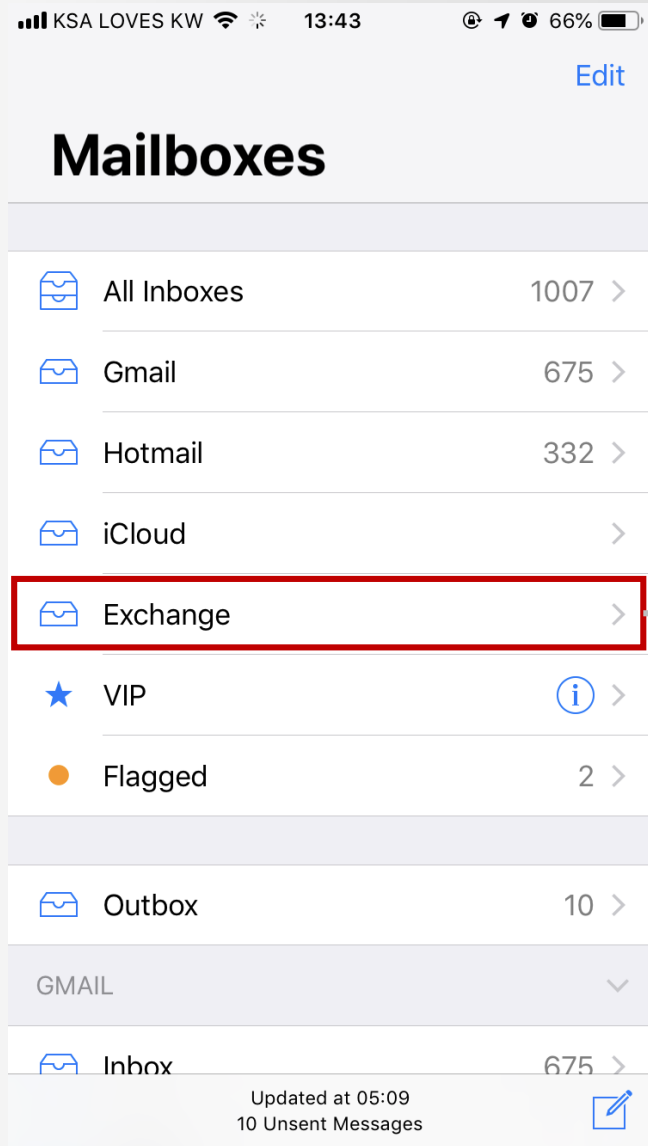 KSA LOVES KW 13:43 66%
Edit
Mailboxes
All Inboxes 1007
Gmail 675
Hotmail 332
iCloud
Exchange
VIP i
Flagged 2
Outbox 10
GMAIL
Inbox 675
Updated at 05:09
10 Unsent Messages